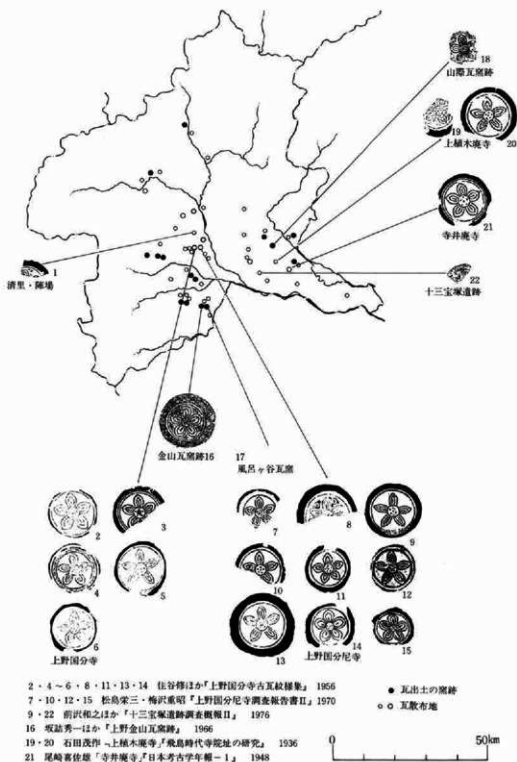 18
山際瓦窯跡
19
上植木廃寺
20
21
寺井廃寺
1
清里・陣場
22
十三宝塚遺跡
金山瓦窯跡16
17
風呂ヶ谷瓦窯
2
3
7
8
9
4
5
10
11
12
6
上野国分寺
13
14
上野国分尼寺
15
2・4～6・8・11・13・14 住谷修ほか『上野国分寺古瓦紋様集』 1956
7・10・12・15 松島栄三・梅沢重昭『上野国分尼寺調査報告書Ⅱ』1970
9・22 前沢和之ほか『十三宝塚遺跡調査概報Ⅱ』 1976
16 坂詰秀一ほか『上野金山瓦窯跡』 1966
19・20 石田茂作「上植木廃寺」『飛鳥時代寺院址の研究』 1936
21 尾崎喜佐雄「寺井廃寺」『日本考古学年報－1』 1948
● 瓦出土の窯跡
○ ○ 瓦散布地
0 50km